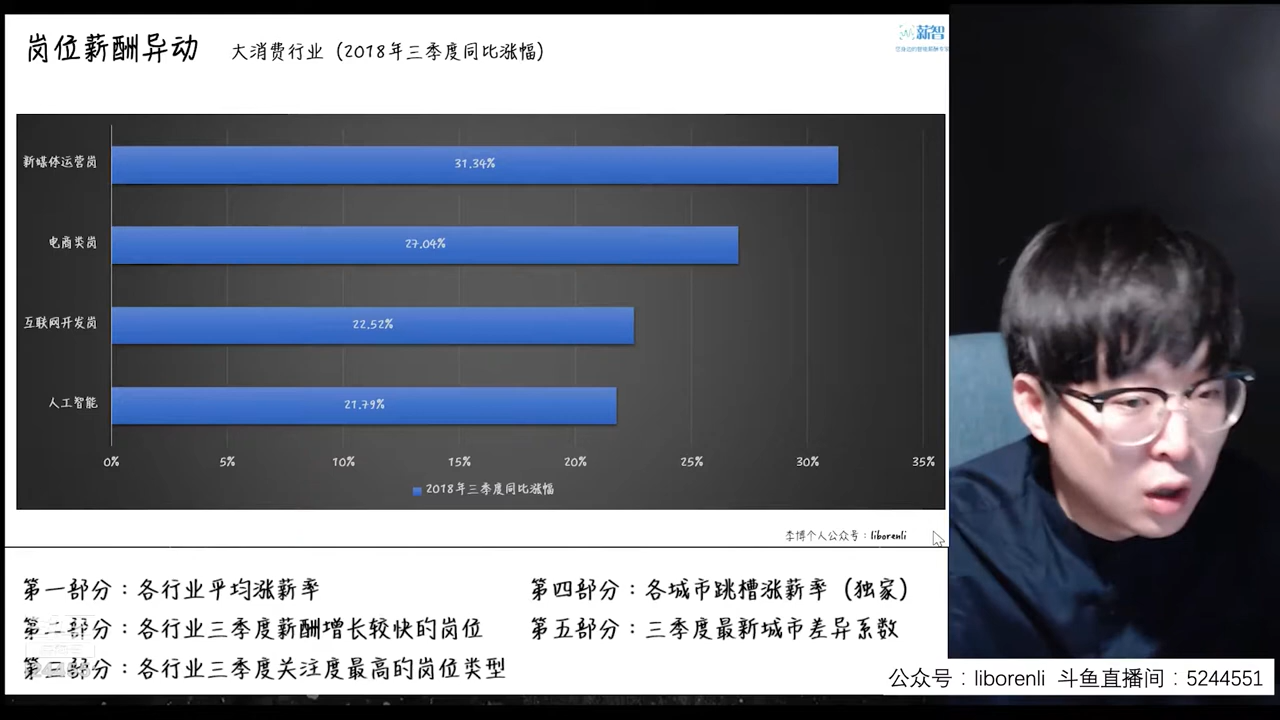 岗位薪酬异动 大消费行业（2018年三季度同比涨幅）
薪智
新媒体运营岗 31.34%
电商类岗 27.04%
互联网开发岗 22.52%
人工智能 21.79%
0% 5% 10% 15% 20% 25% 30% 35%
2018年三季度同比涨幅
李博个人公众号：liborenli
第一部分：各行业平均涨薪率
第二部分：各行业三季度薪酬增长较快的岗位
第三部分：各行业三季度关注度最高的岗位类型
第四部分：各城市跳槽涨薪率（独家）
第五部分：三季度最新城市差异系数
公众号：liborenli 斗鱼直播间：5244551